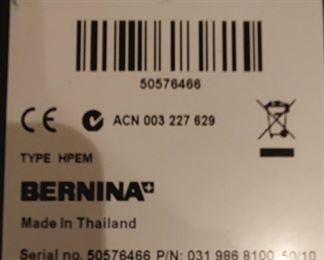 50576466
ACN 003 227 629
TYPE HPEM
BERNINA
Made In Thailand
Serial no. 50576466 P/N: 031 986 8100 50/10